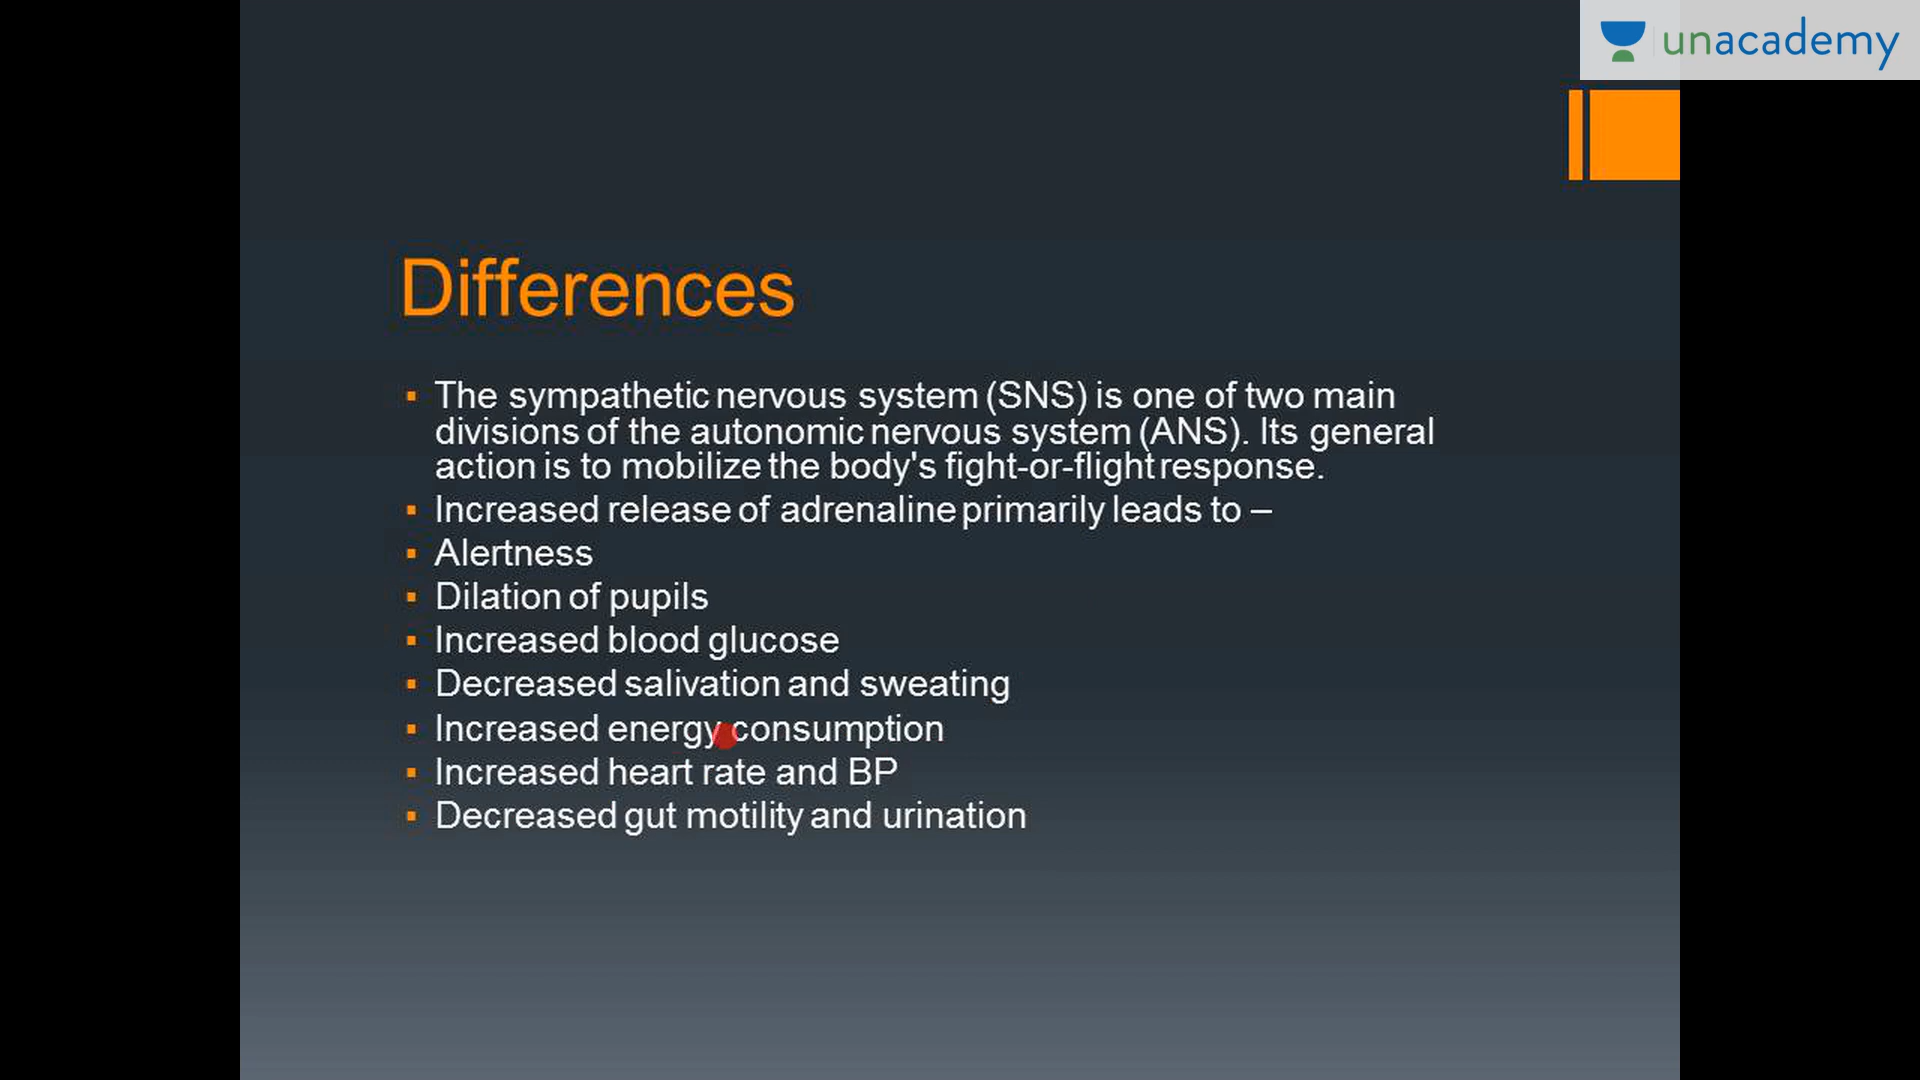 unacademy
Differences
▪ The sympathetic nervous system (SNS) is one of two main
divisions of the autonomic nervous system (ANS). Its general
action is to mobilize the body's fight-or-flight response.
▪ Increased release of adrenaline primarily leads to –
▪ Alertness
▪ Dilation of pupils
▪ Increased blood glucose
▪ Decreased salivation and sweating
▪ Increased energy consumption
▪ Increased heart rate and BP
▪ Decreased gut motility and urination